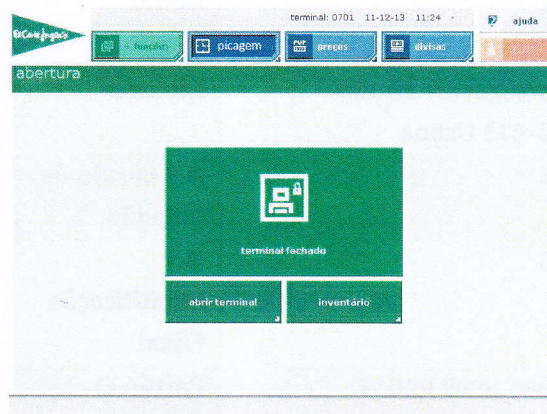 terminal: 0701 11-12-13 11:24 -
ajuda
El Corte Inglés
+ funções
picagem
PVP
preços
divisas
abertura
terminal fechado
abrir terminal
inventário